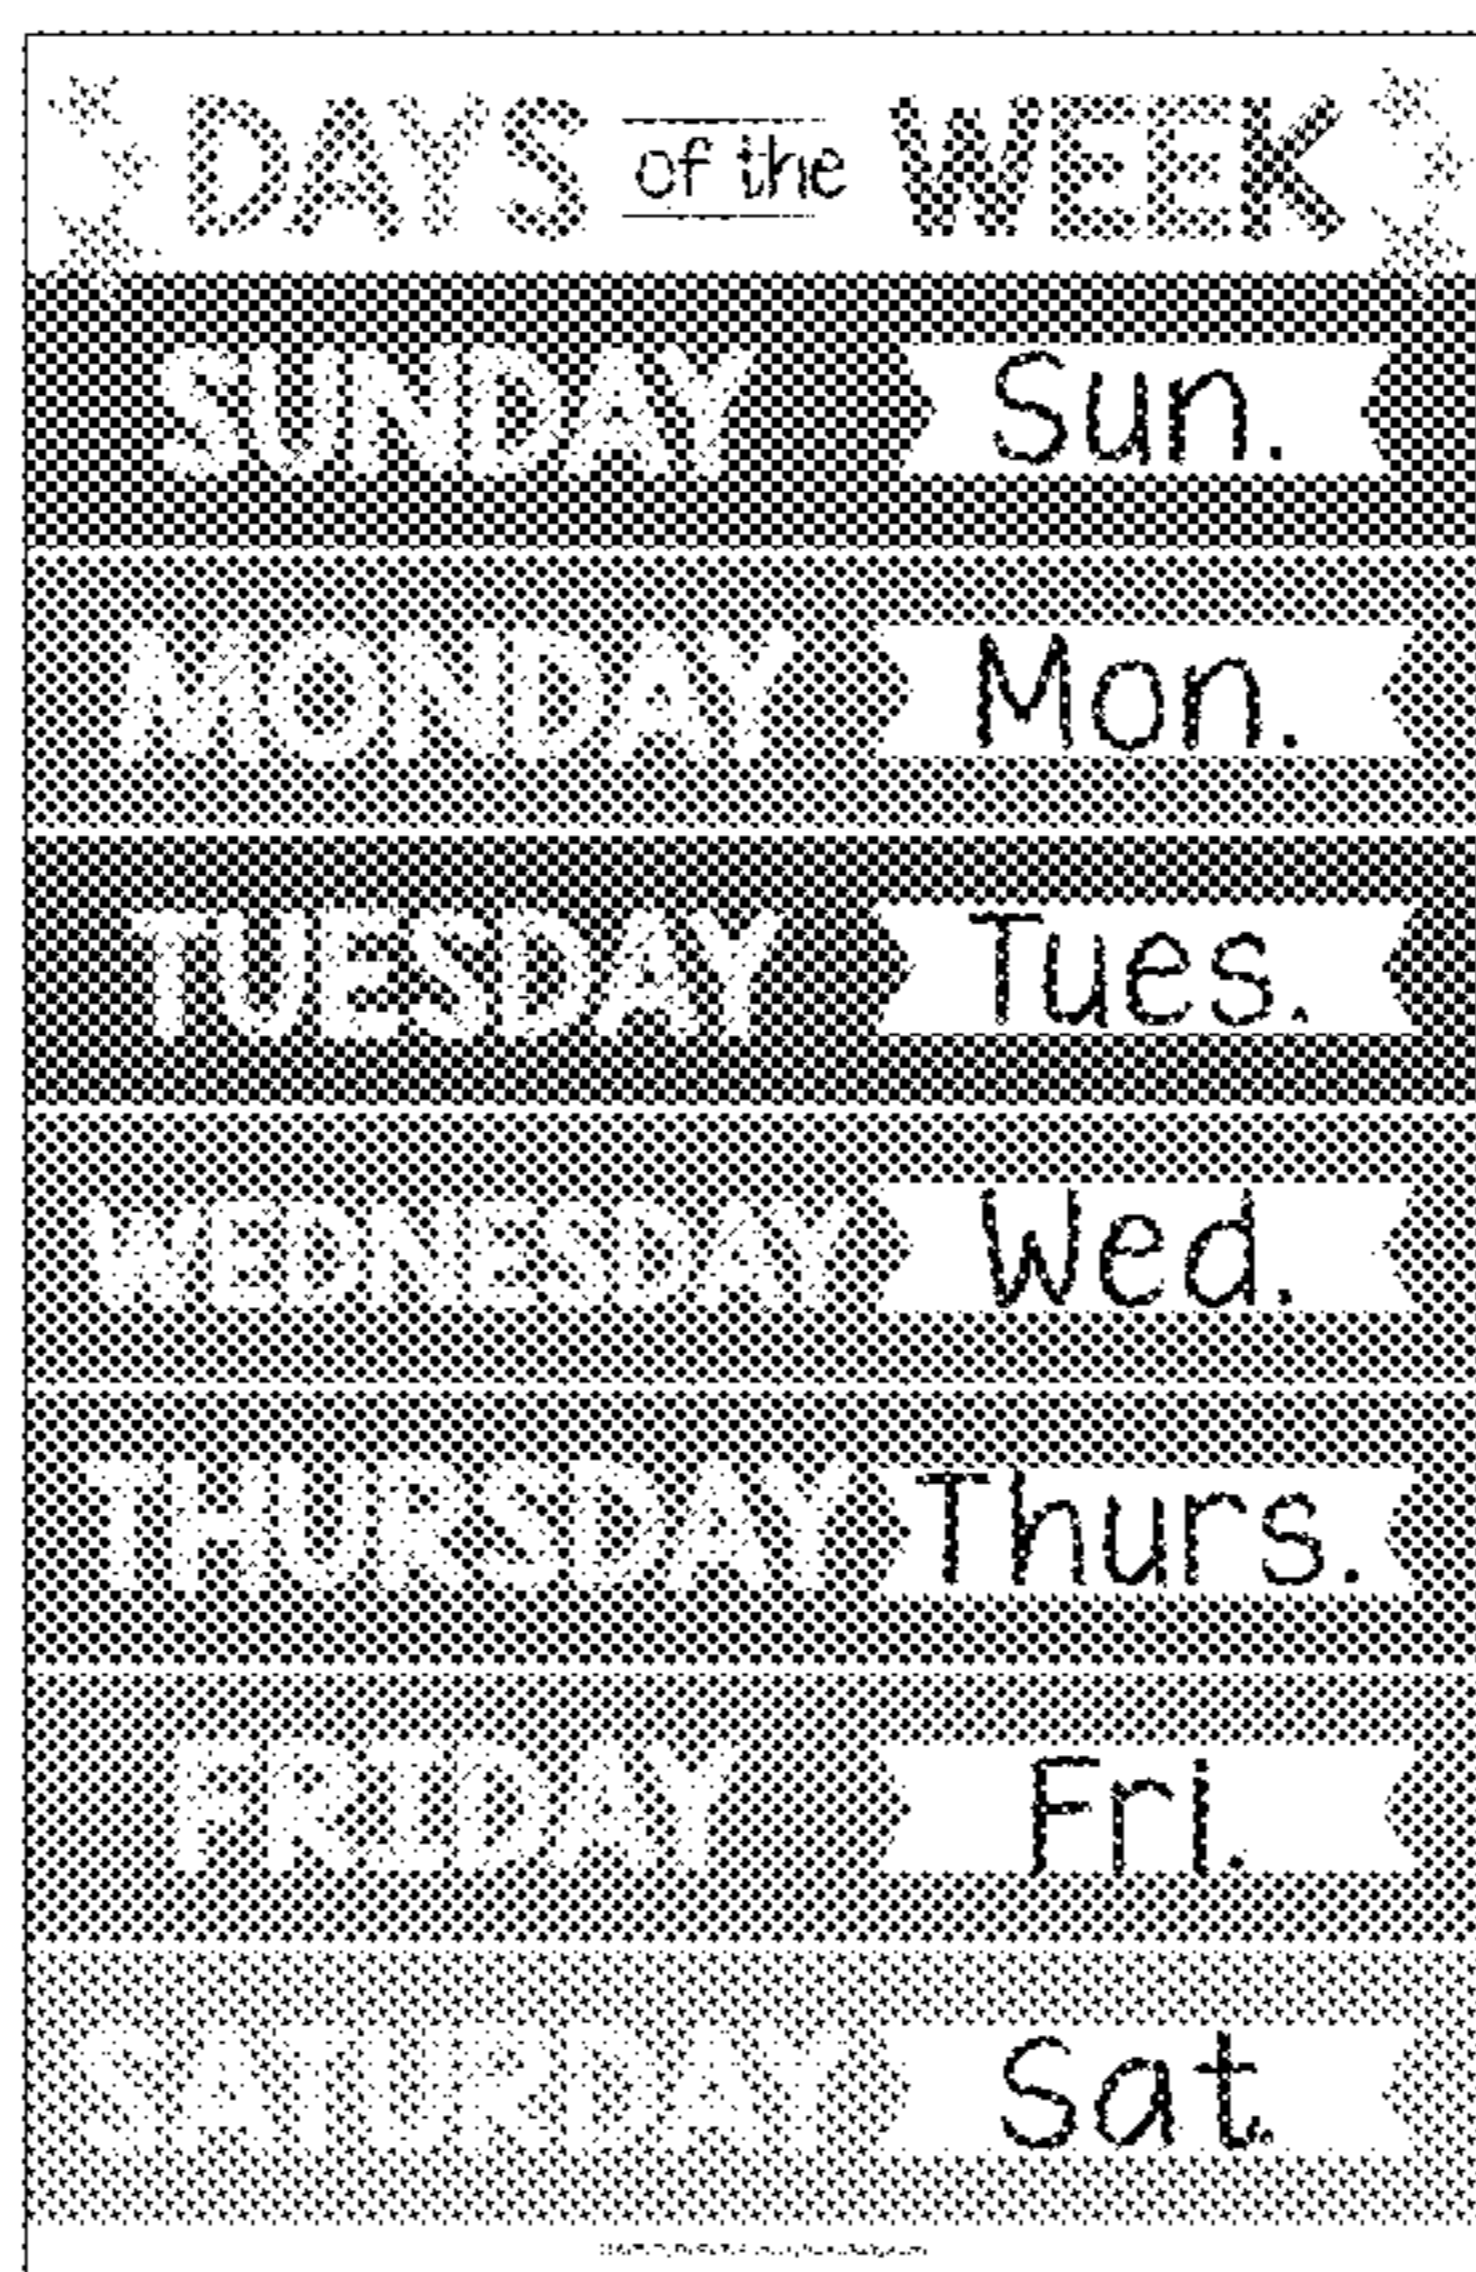 DAYS of the WEEK
SUNDAY Sun.
MONDAY Mon.
TUESDAY Tues.
WEDNESDAY Wed.
THURSDAY Thurs.
FRIDAY Fri.
SATURDAY Sat.